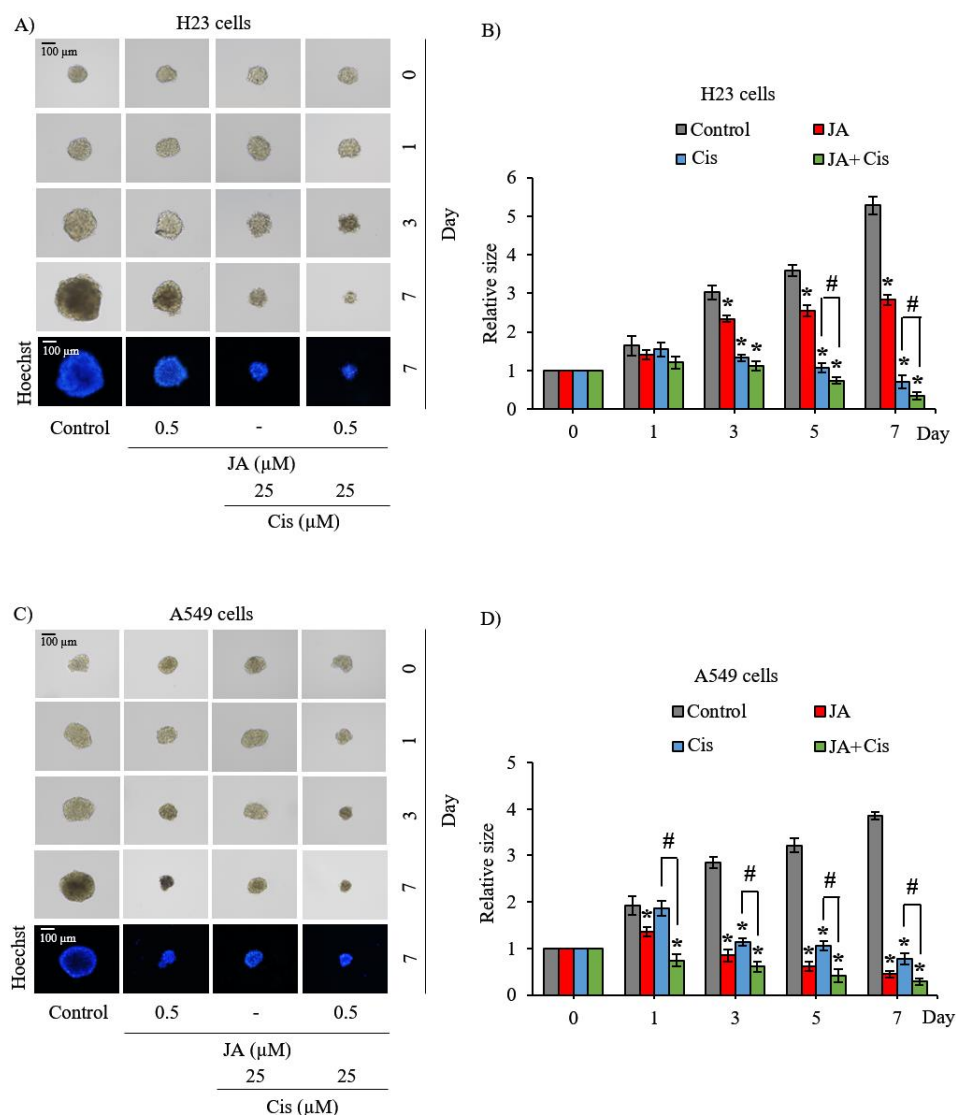 A)
H23 cells
100 µm
0
1
3
7
Day
Hoechst
100 µm
7
Control
0.5
-
0.5
JA (µM)
25
25
Cis (µM)
B)
H23 cells
Control
JA
Cis
JA+ Cis
Relative size
6
5
4
3
2
1
0
* * * # * * * * # * *
0
1
3
5
7
Day
C)
A549 cells
100 µm
0
1
3
7
Day
Hoechst
100 µm
7
Control
0.5
-
0.5
JA (µM)
25
25
Cis (µM)
D)
A549 cells
Control
JA
Cis
JA+Cis
Relative size
5
4
3
2
1
0
# * * # * * * # * * * # * * *
0
1
3
5
7
Day